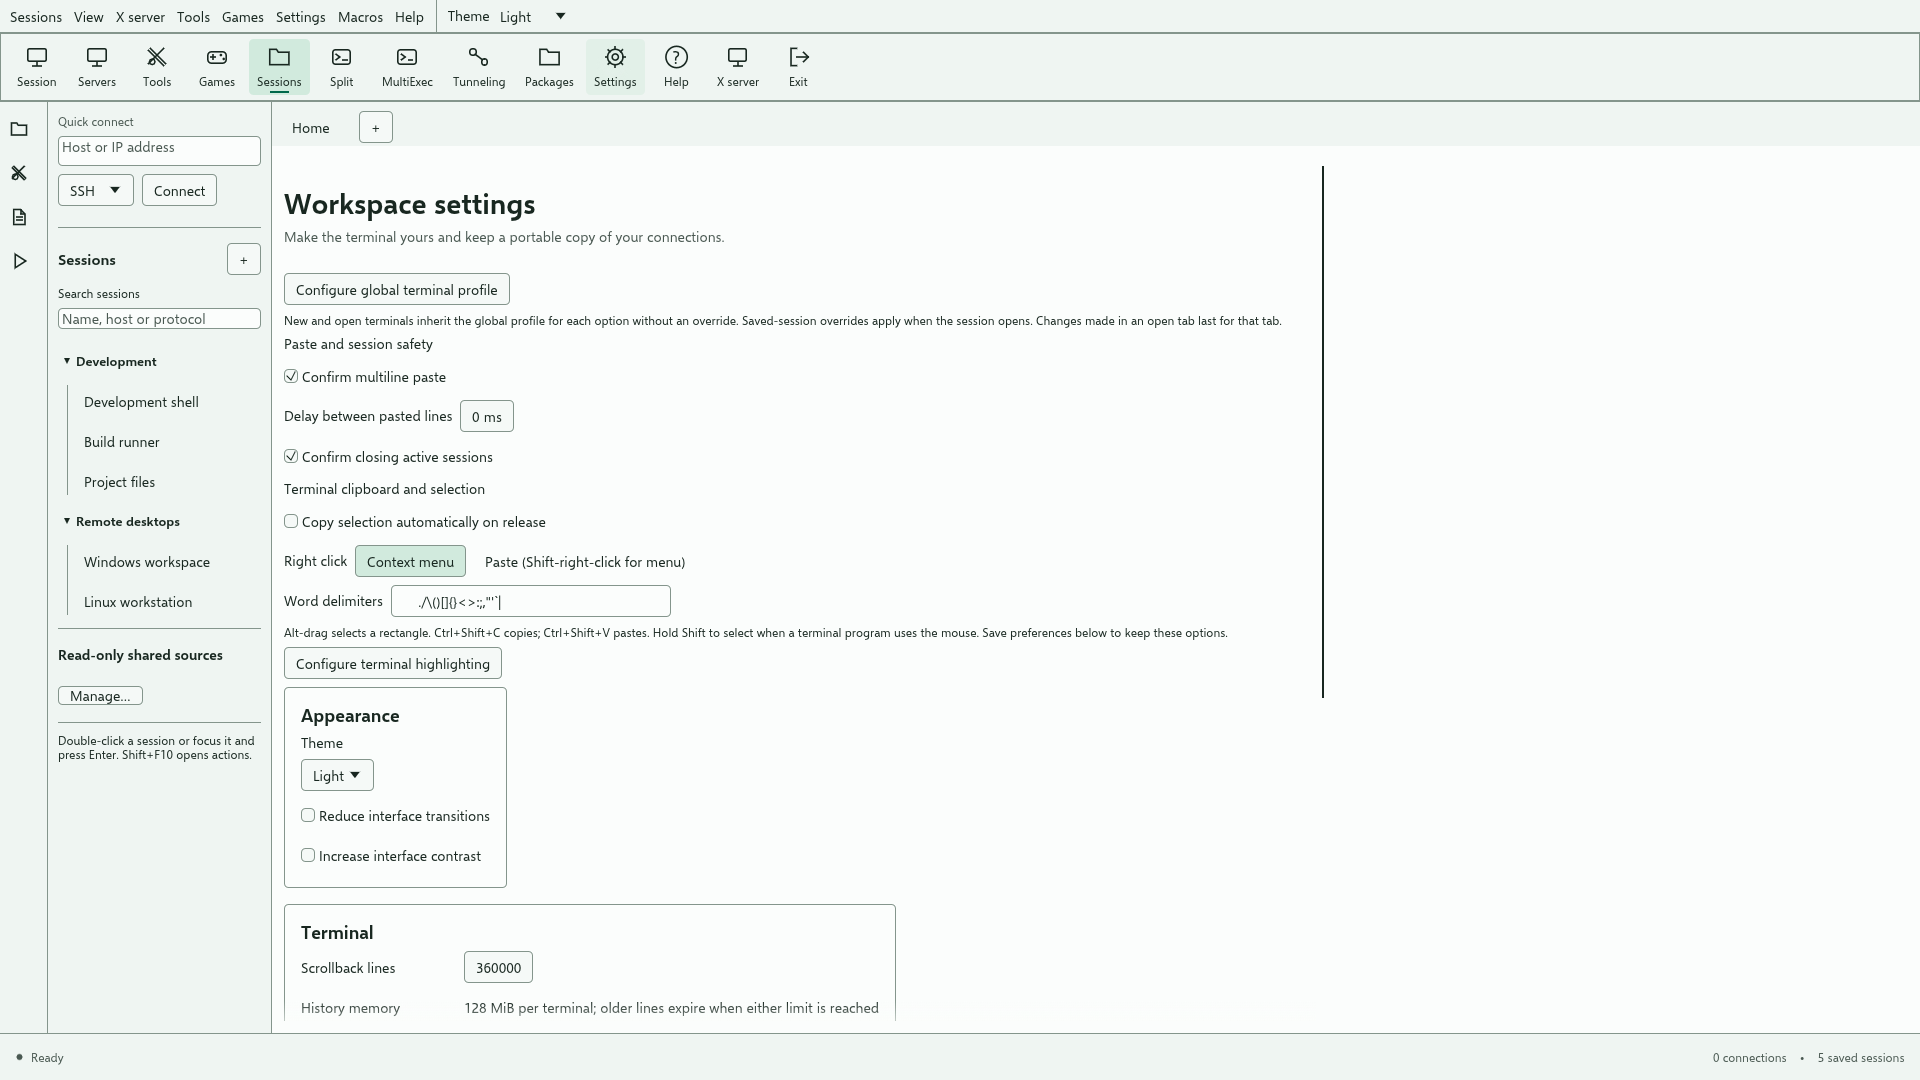 Sessions View X server Tools Games Settings Macros Help Theme Light
Session Servers Tools Games Sessions Split MultiExec Tunneling Packages Settings Help X server Exit
Quick connect
Host or IP address
SSH Connect
Sessions +
Search sessions
Name, host or protocol
Development
Development shell
Build runner
Project files
Remote desktops
Windows workspace
Linux workstation
Read-only shared sources
Manage...
Double-click a session or focus it and
press Enter. Shift+F10 opens actions.
Home +
Workspace settings
Make the terminal yours and keep a portable copy of your connections.
Configure global terminal profile
New and open terminals inherit the global profile for each option without an override. Saved-session overrides apply when the session opens. Changes made in an open tab last for that tab.
Paste and session safety
Confirm multiline paste
Delay between pasted lines 0 ms
Confirm closing active sessions
Terminal clipboard and selection
Copy selection automatically on release
Right click Context menu Paste (Shift-right-click for menu)
Word delimiters ./\()[]{}<>:;,"'`|
Alt-drag selects a rectangle. Ctrl+Shift+C copies; Ctrl+Shift+V pastes. Hold Shift to select when a terminal program uses the mouse. Save preferences below to keep these options.
Configure terminal highlighting
Appearance
Theme
Light
Reduce interface transitions
Increase interface contrast
Terminal
Scrollback lines 360000
History memory 128 MiB per terminal; older lines expire when either limit is reached
Ready
0 connections • 5 saved sessions